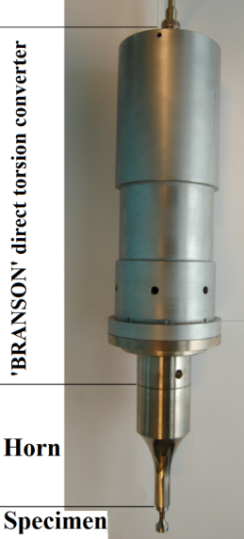 'BRANSON' direct torsion converter
Horn
Specimen